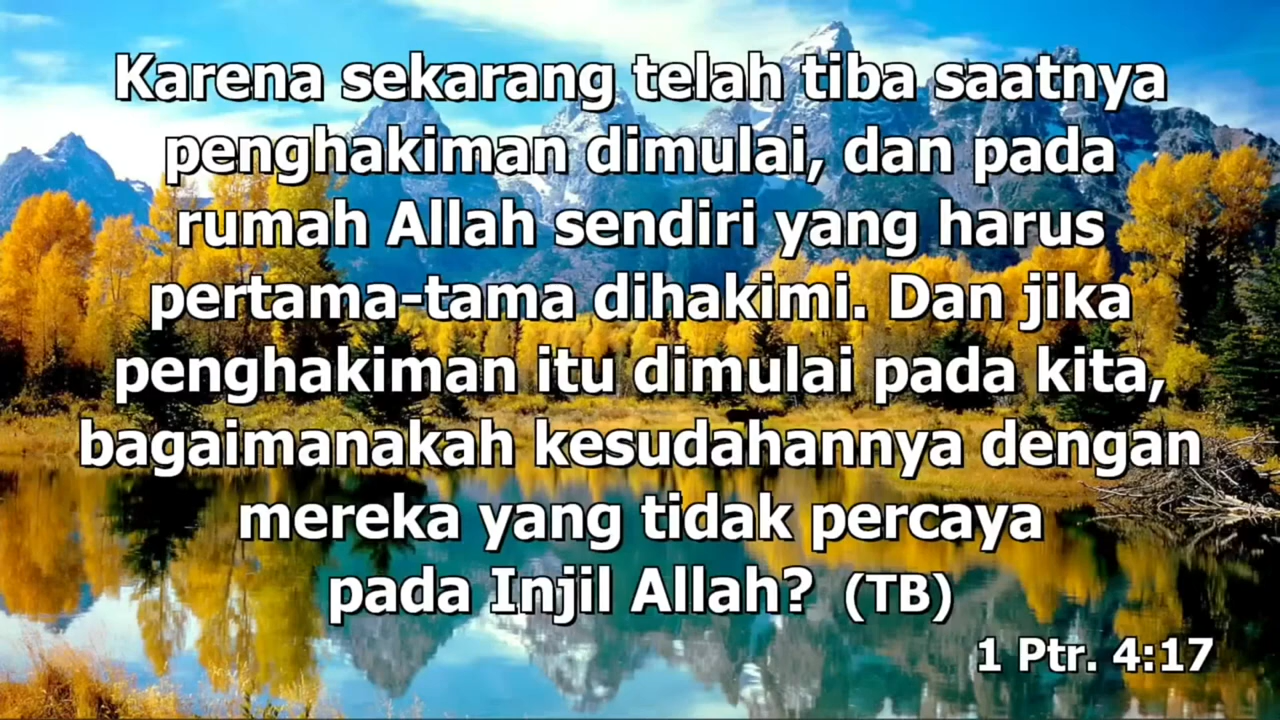 Karena sekarang telah tiba saatnya
penghakiman dimulai, dan pada
rumah Allah sendiri yang harus
pertama-tama dihakimi. Dan jika
penghakiman itu dimulai pada kita,
bagaimanakah kesudahannya dengan
mereka yang tidak percaya
pada Injil Allah? (TB)
1 Ptr. 4:17